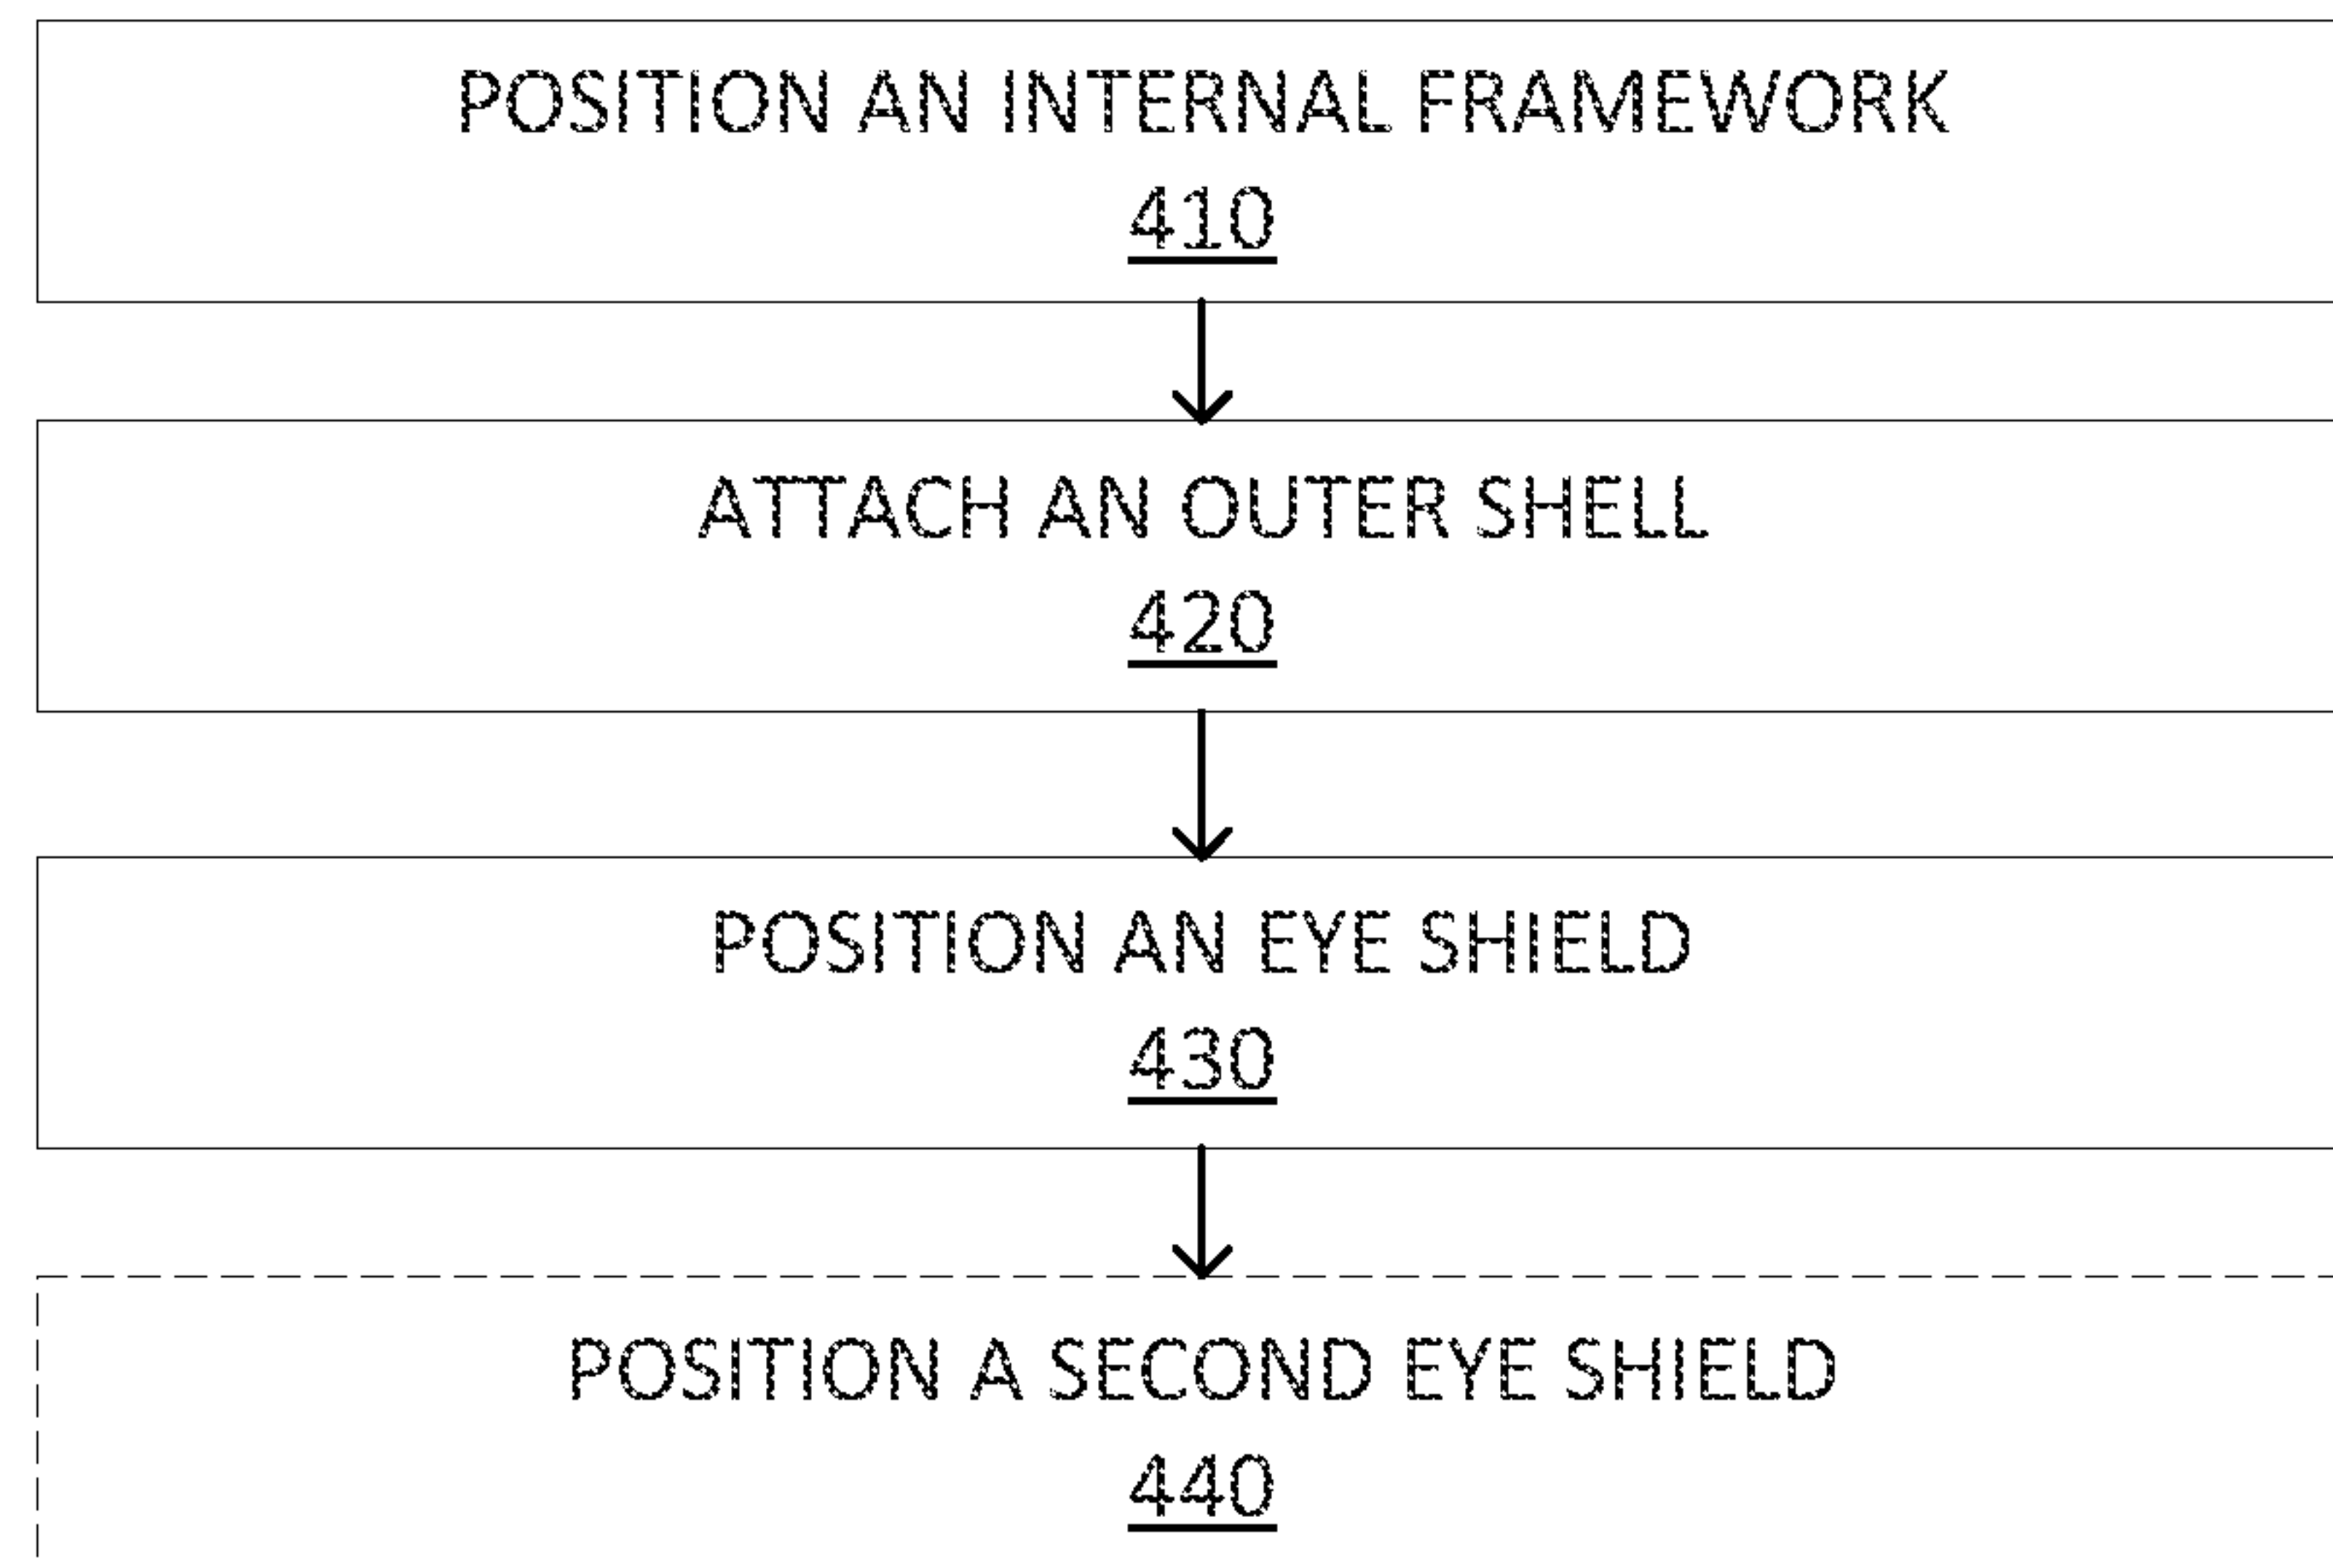 POSITION AN INTERNAL FRAMEWORK
410
ATTACH AN OUTER SHELL
420
POSITION AN EYE SHIELD
430
POSITION A SECOND EYE SHIELD
440